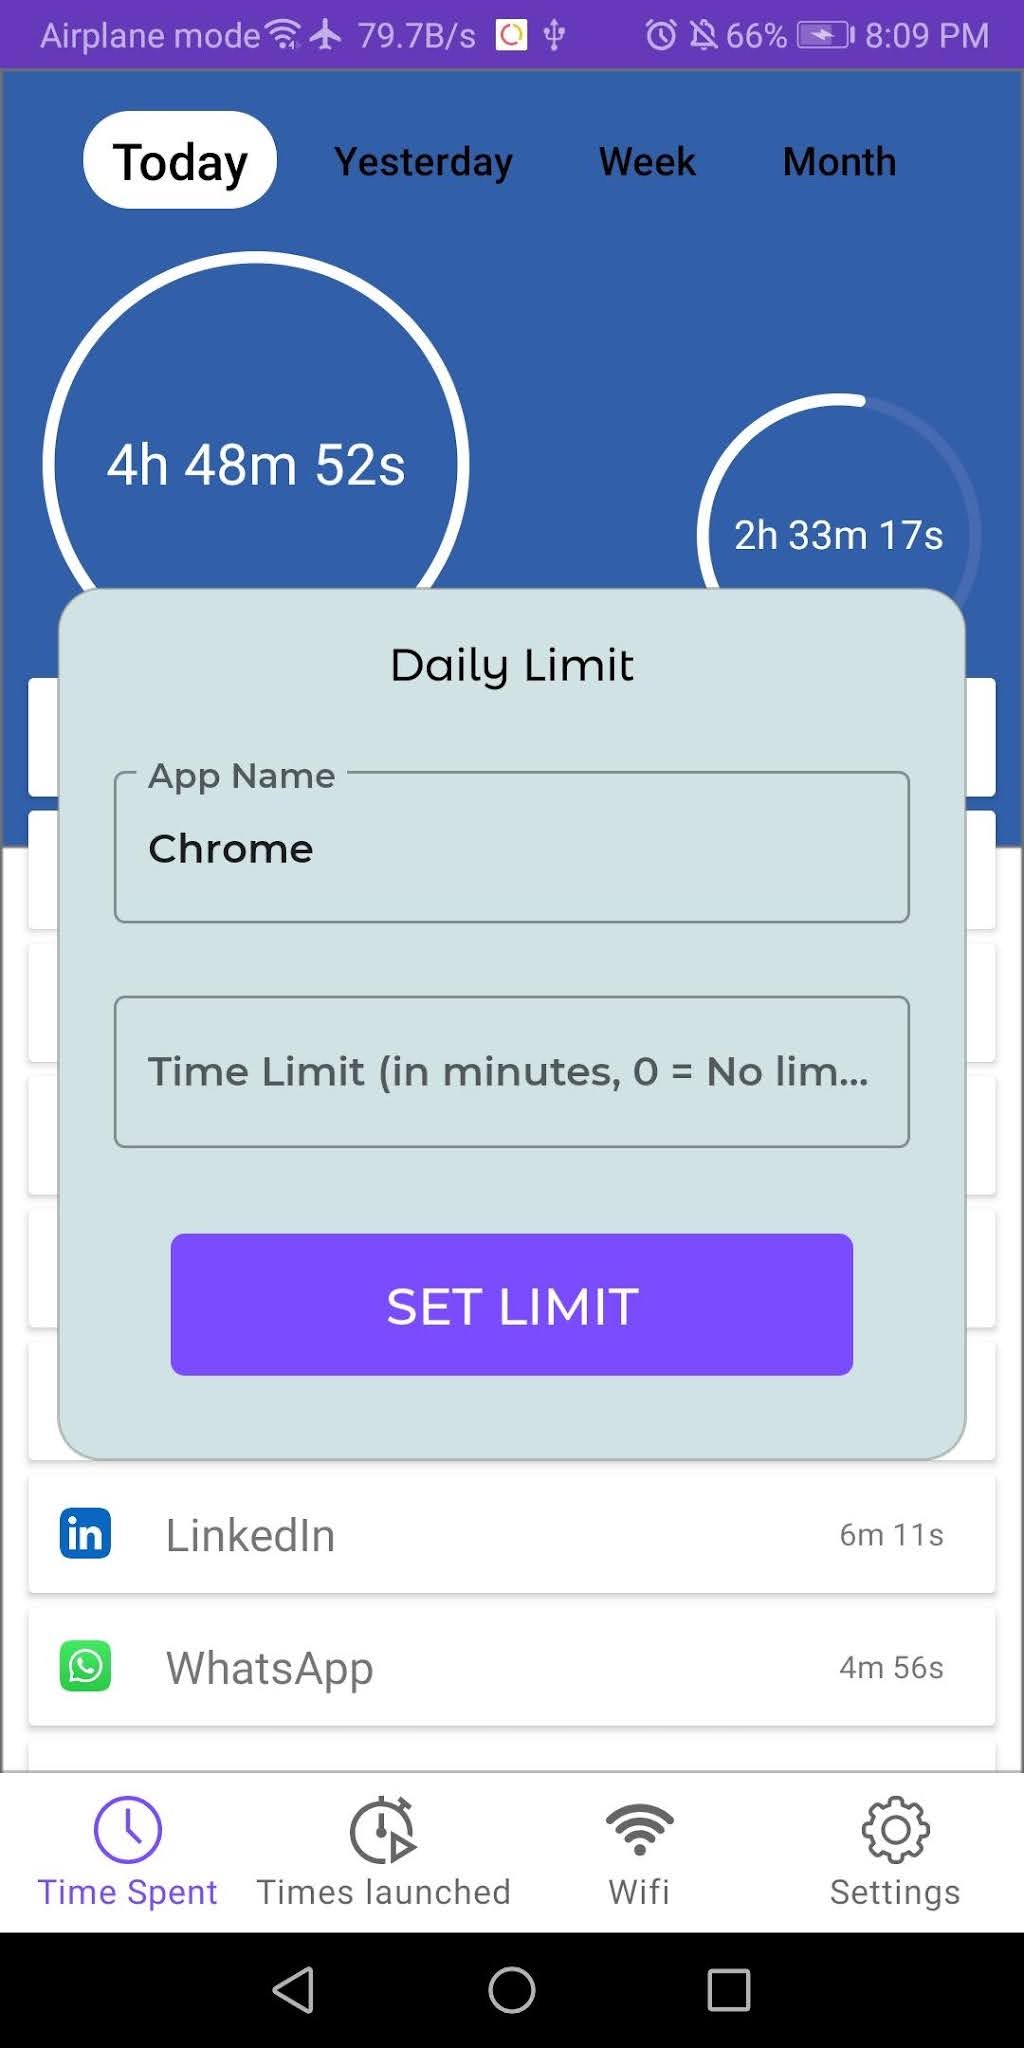 Airplane mode 79.7B/s 66% 8:09 PM
Today Yesterday Week Month
4h 48m 52s
2h 33m 17s
Daily Limit
App Name
Chrome
Time Limit (in minutes, 0 = No lim...
SET LIMIT
in LinkedIn 6m 11s
WhatsApp 4m 56s
Time Spent Times launched Wifi Settings